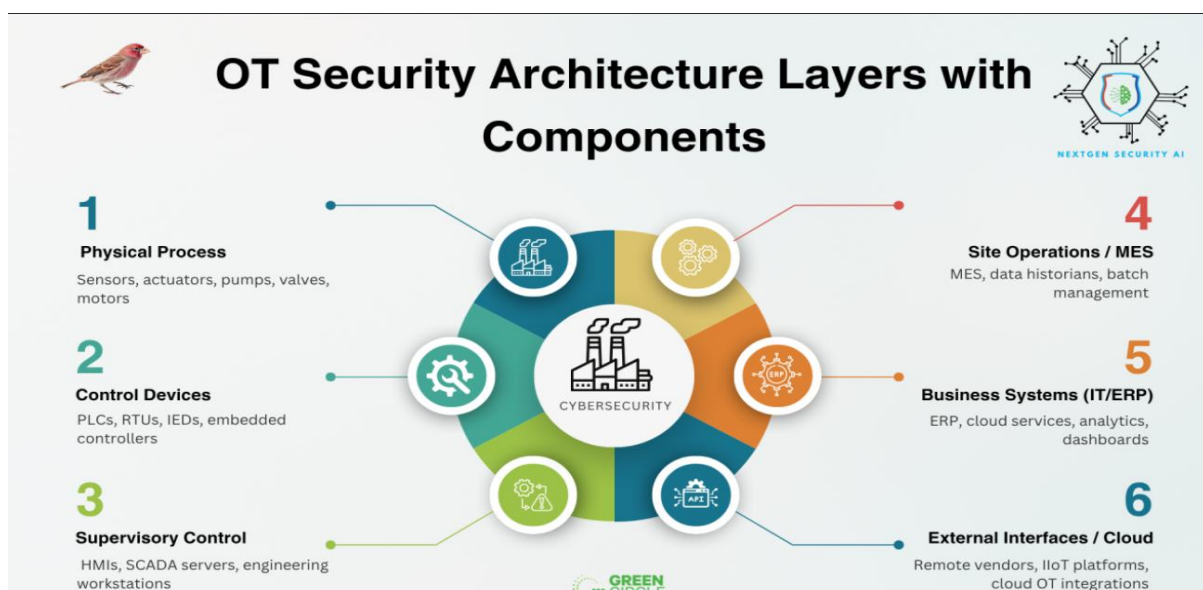 OT Security Architecture Layers with
Components
NEXTGEN SECURITY AI
1
Physical Process
Sensors, actuators, pumps, valves,
motors
2
Control Devices
PLCs, RTUs, IEDs, embedded
controllers
3
Supervisory Control
HMIs, SCADA servers, engineering
workstations
CYBERSECURITY
ERP
API
4
Site Operations / MES
MES, data historians, batch
management
5
Business Systems (IT/ERP)
ERP, cloud services, analytics,
dashboards
6
External Interfaces / Cloud
Remote vendors, IIoT platforms,
cloud OT integrations
GREEN
CIRCLE